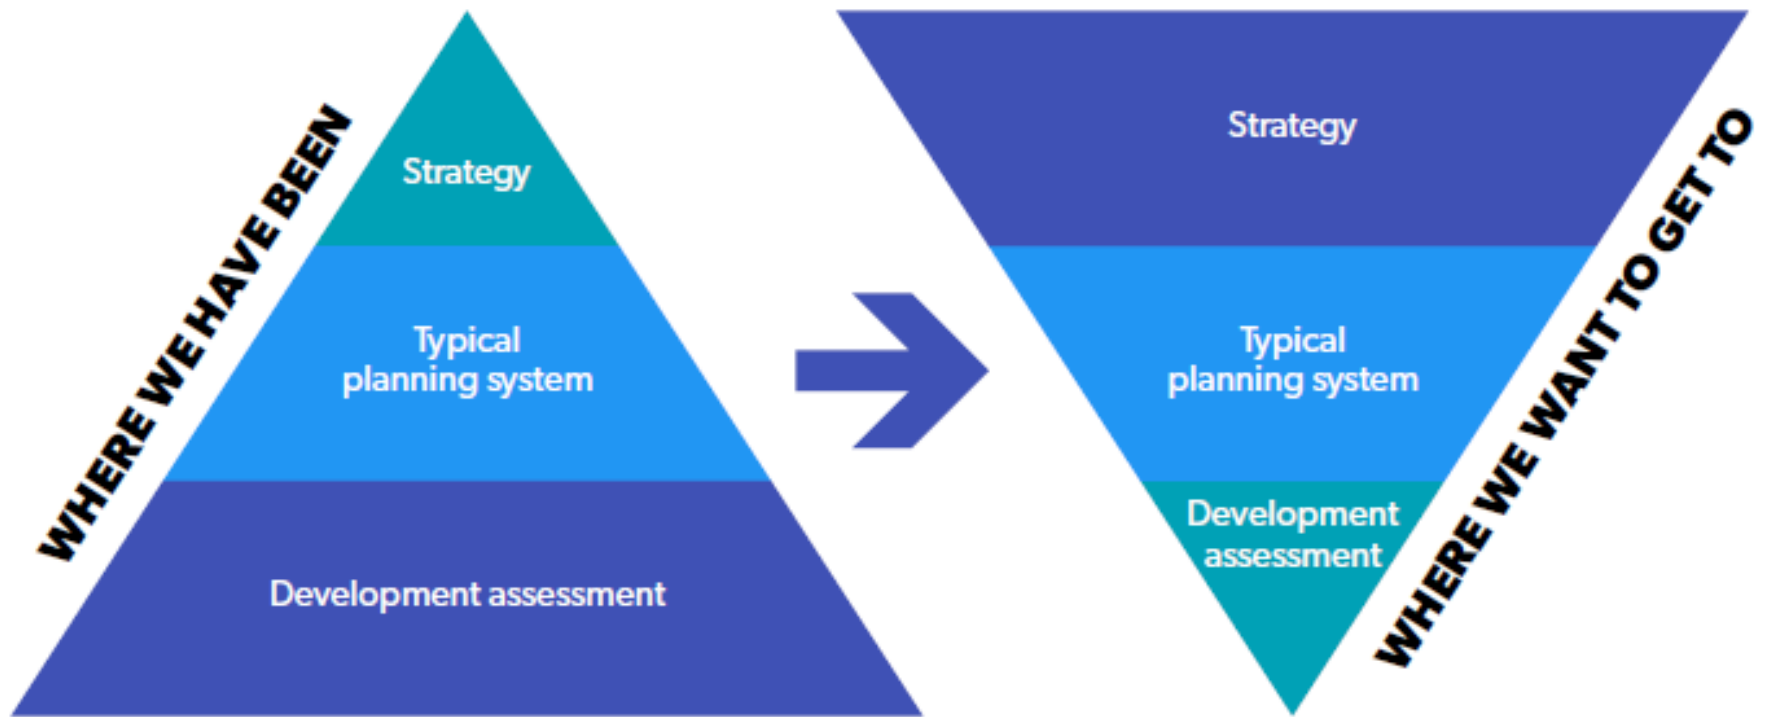 WHERE WE HAVE BEEN
Strategy
Typical
planning system
Development assessment
Strategy
Typical
planning system
Development
assessment
WHERE WE WANT TO GET TO